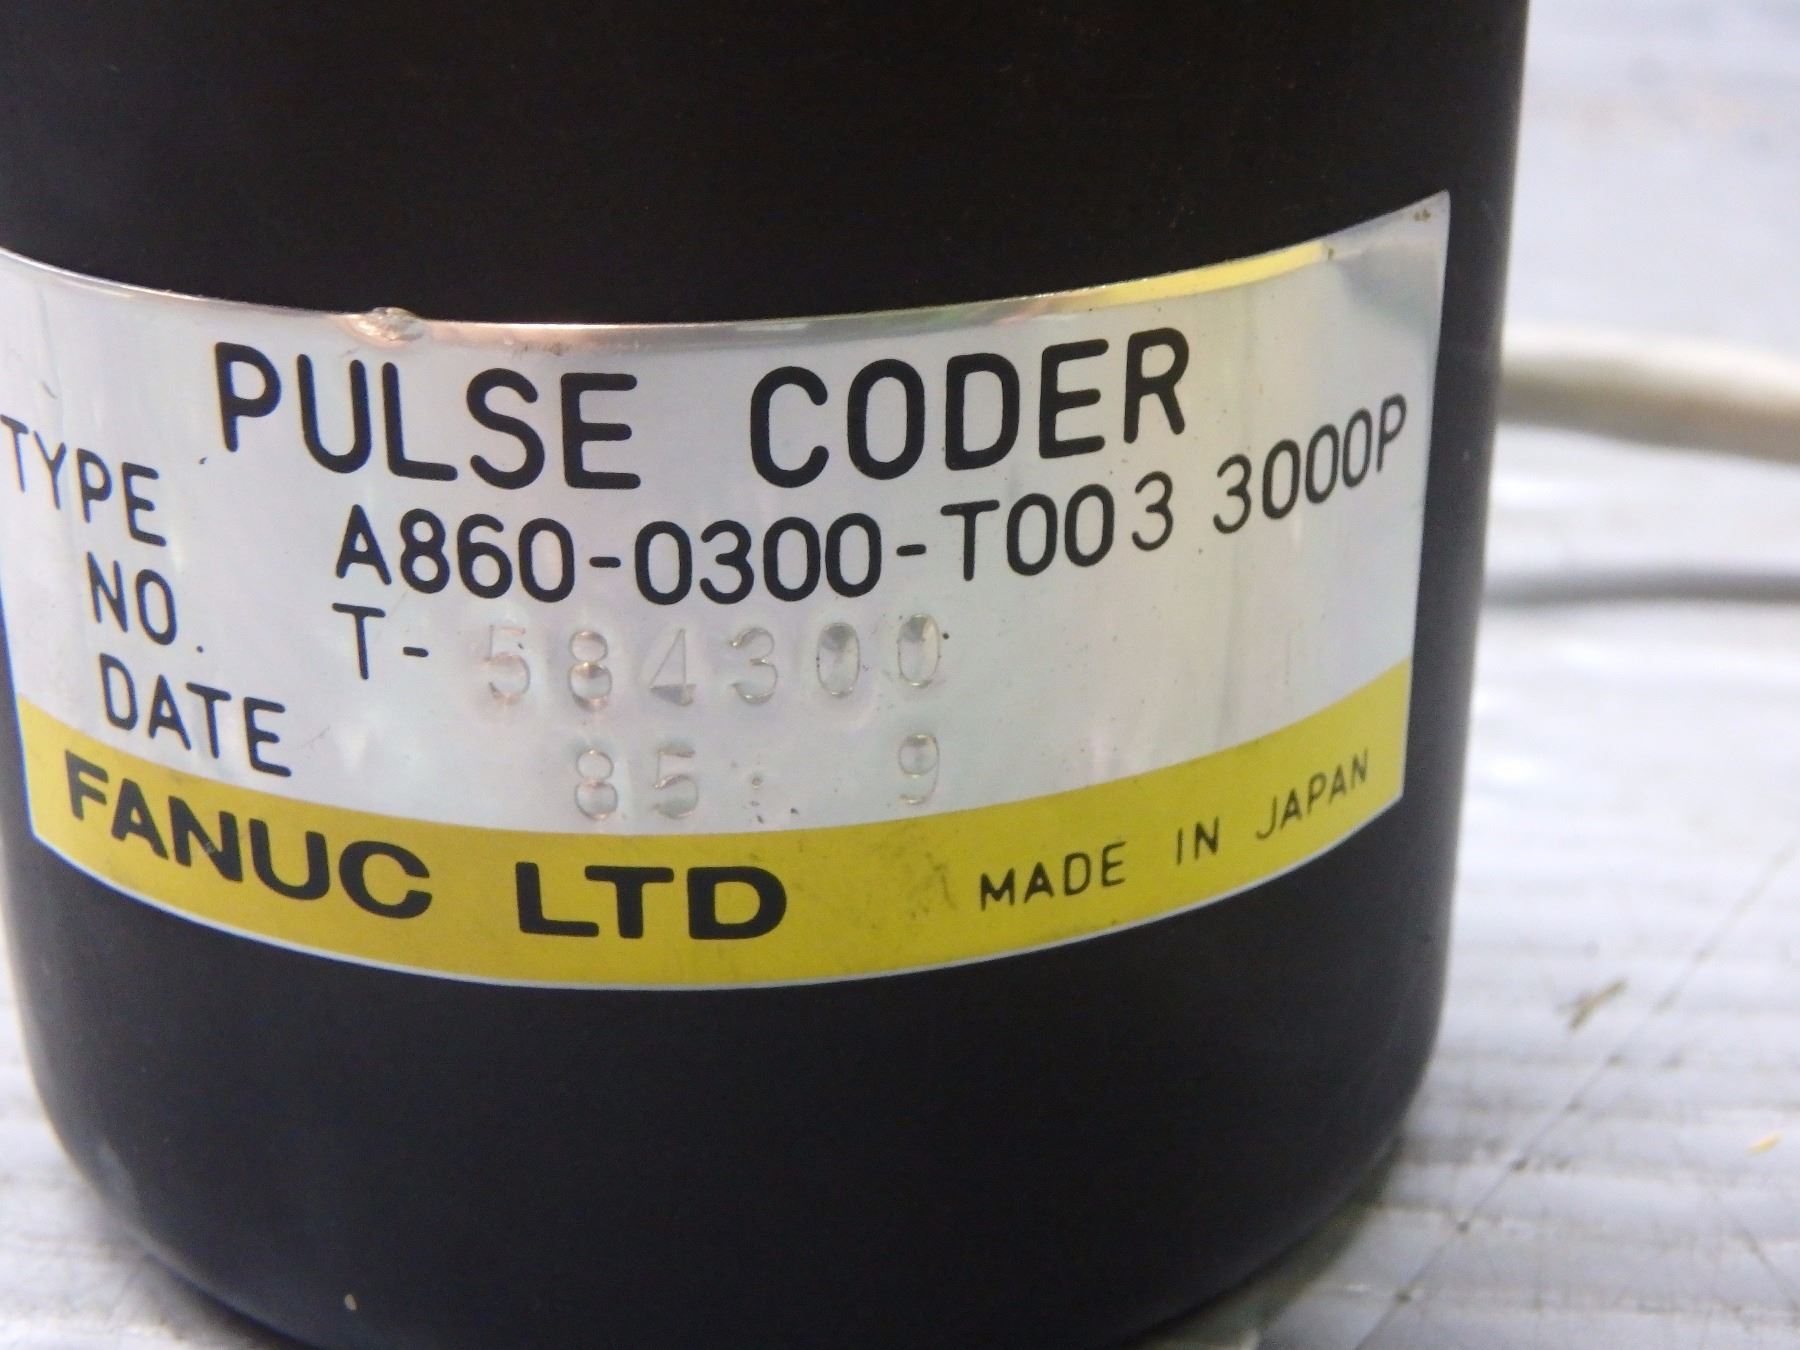 PULSE CODER
TYPE A860-0300-T003 3000P
NO. T-584300
DATE 85. 9
FANUC LTD MADE IN JAPAN